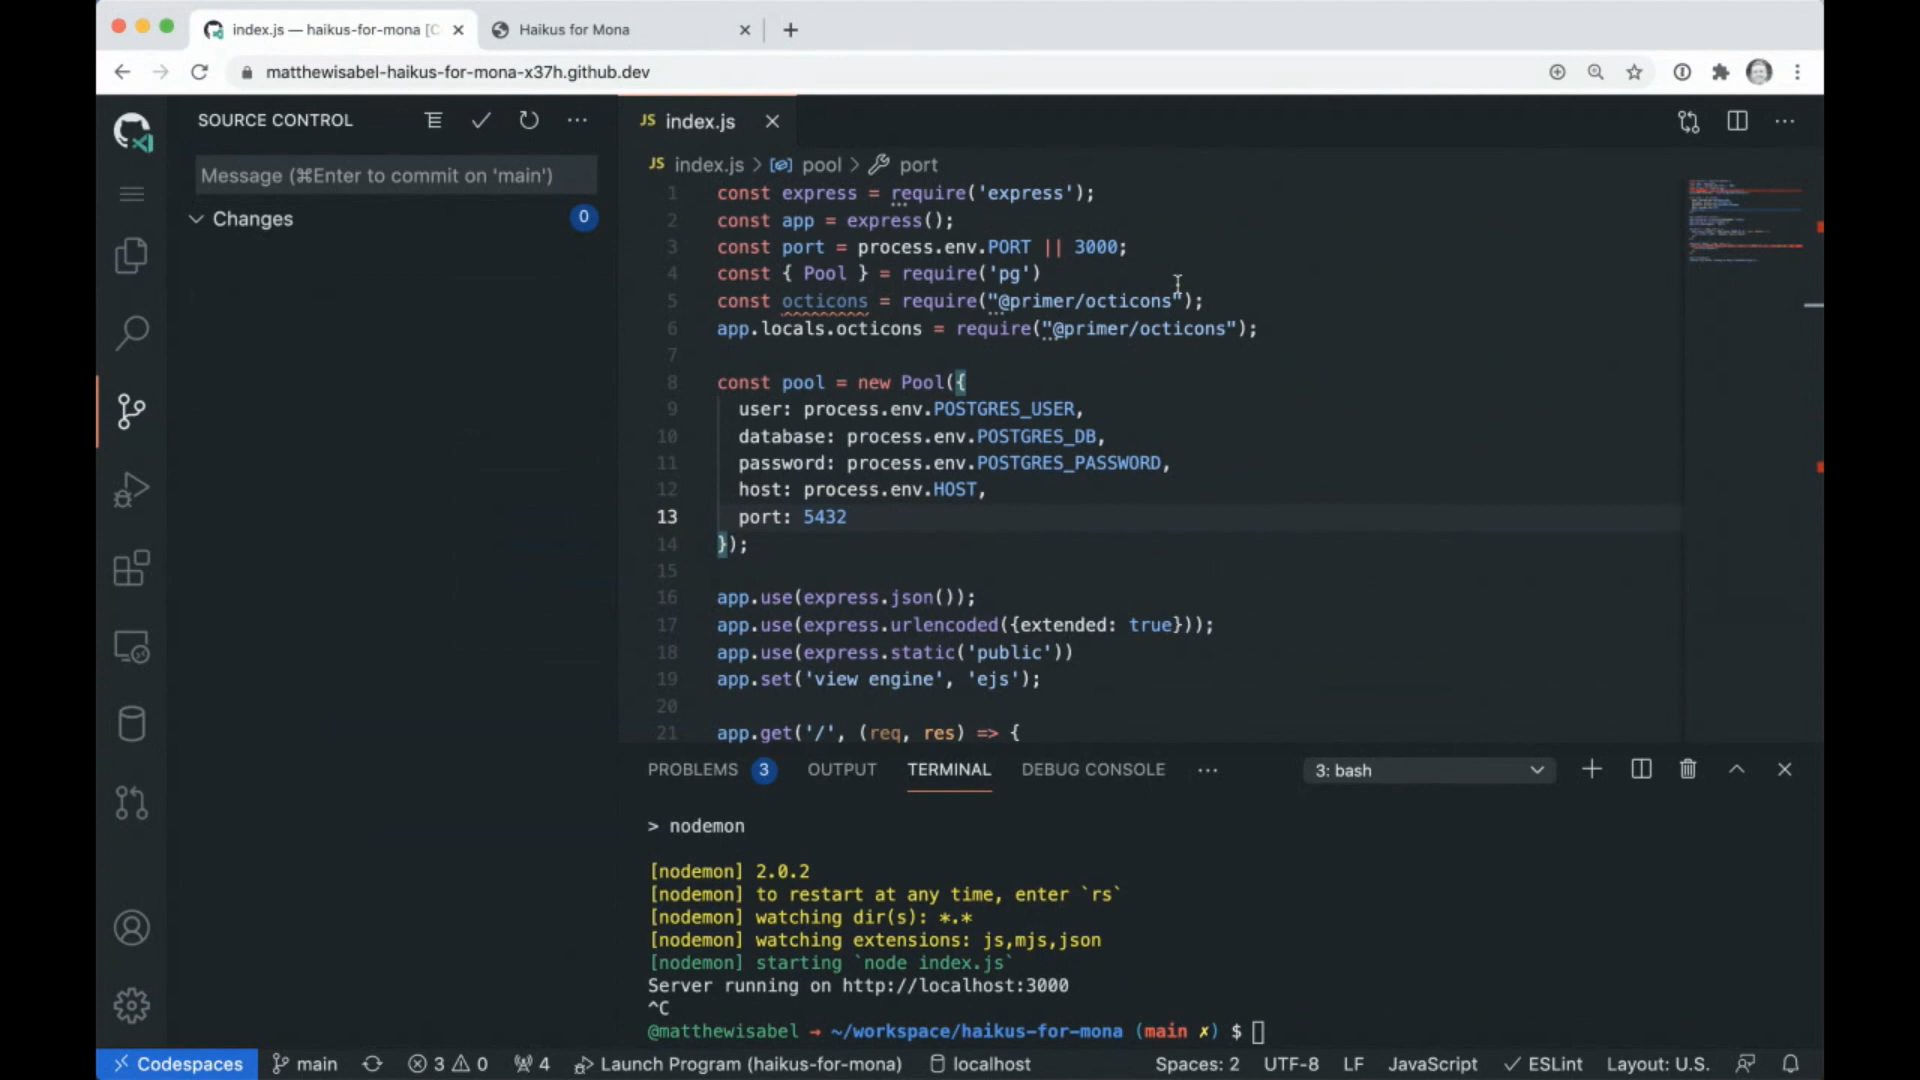 index.js — haikus-for-mona [C
Haikus for Mona
matthewisabel-haikus-for-mona-x37h.github.dev
SOURCE CONTROL
Message (⌘Enter to commit on 'main')
Changes
0
JS index.js
JS index.js > pool > port
1 const express = require('express');
2 const app = express();
3 const port = process.env.PORT || 3000;
4 const { Pool } = require('pg')
5 const octicons = require("@primer/octicons");
6 app.locals.octicons = require("@primer/octicons");
7
8 const pool = new Pool({
9 user: process.env.POSTGRES_USER,
10 database: process.env.POSTGRES_DB,
11 password: process.env.POSTGRES_PASSWORD,
12 host: process.env.HOST,
13 port: 5432
14 });
15
16 app.use(express.json());
17 app.use(express.urlencoded({extended: true}));
18 app.use(express.static('public'))
19 app.set('view engine', 'ejs');
20
21 app.get('/', (req, res) => {
PROBLEMS 3 OUTPUT TERMINAL DEBUG CONSOLE ··· 3: bash
> nodemon
[nodemon] 2.0.2
[nodemon] to restart at any time, enter `rs`
[nodemon] watching dir(s): *.*
[nodemon] watching extensions: js,mjs,json
[nodemon] starting `node index.js`
Server running on http://localhost:3000
^C
@matthewisabel → ~/workspace/haikus-for-mona (main ✗) $
Codespaces main 3 0 4 Launch Program (haikus-for-mona) localhost Spaces: 2 UTF-8 LF JavaScript ESLint Layout: U.S.